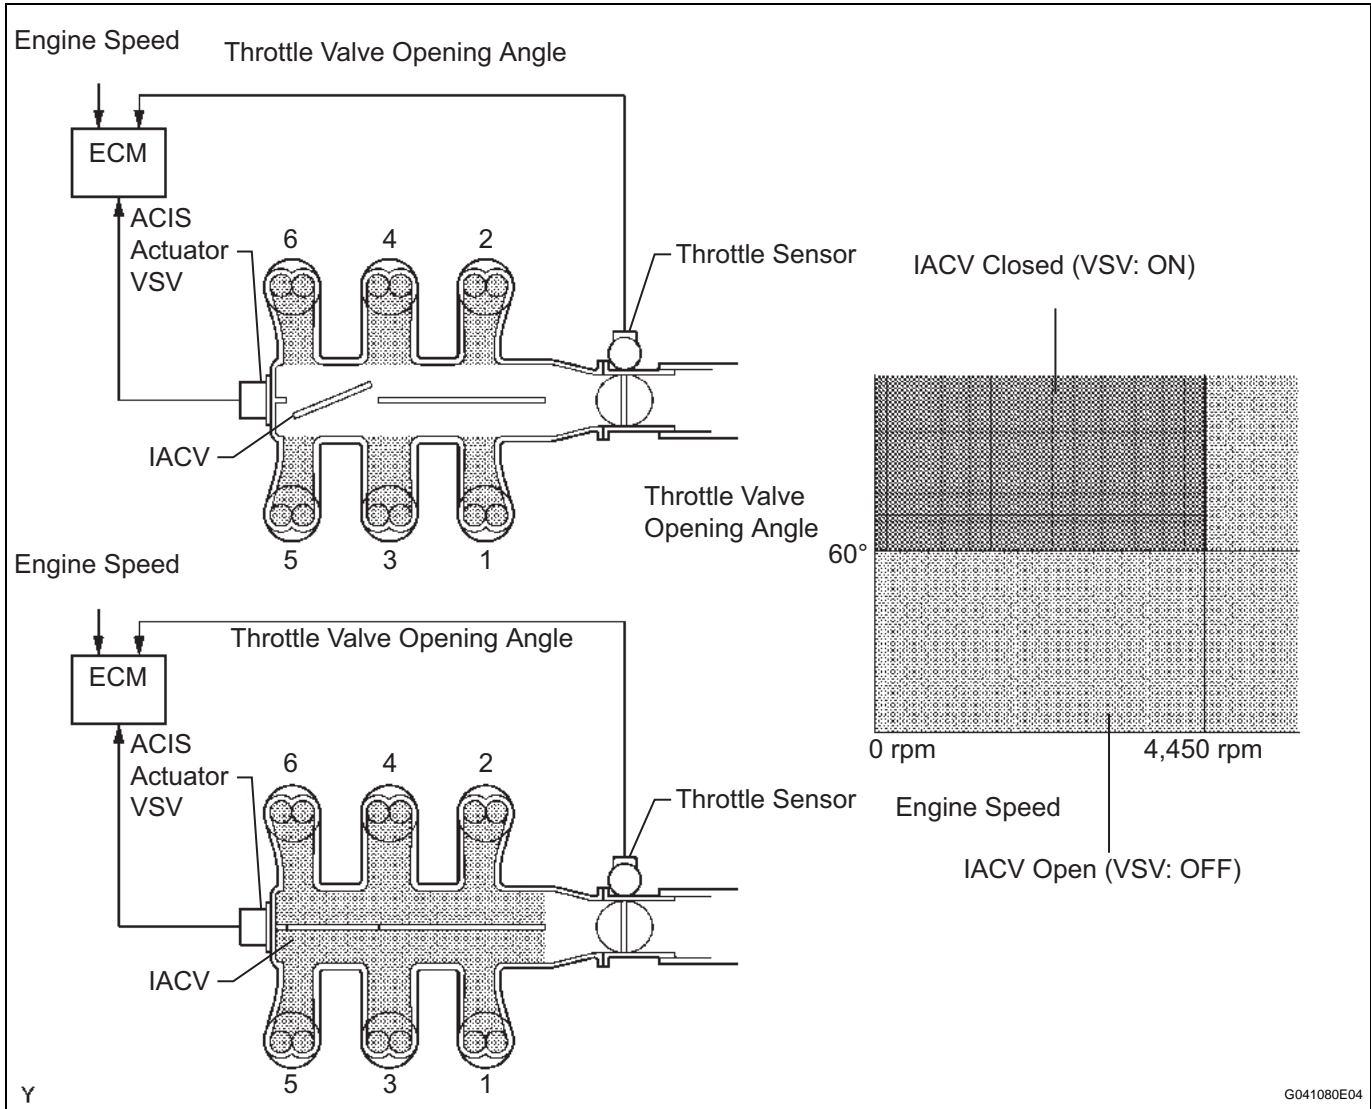 Engine Speed
Throttle Valve Opening Angle
ECM
ACIS
Actuator
VSV
6
4
2
Throttle Sensor
IACV
5
3
1
Engine Speed
Throttle Valve Opening Angle
ECM
ACIS
Actuator
VSV
6
4
2
Throttle Sensor
IACV
5
3
1
IACV Closed (VSV: ON)
Throttle Valve
Opening Angle
60°
0 rpm
4,450 rpm
Engine Speed
IACV Open (VSV: OFF)
Y
G041080E04